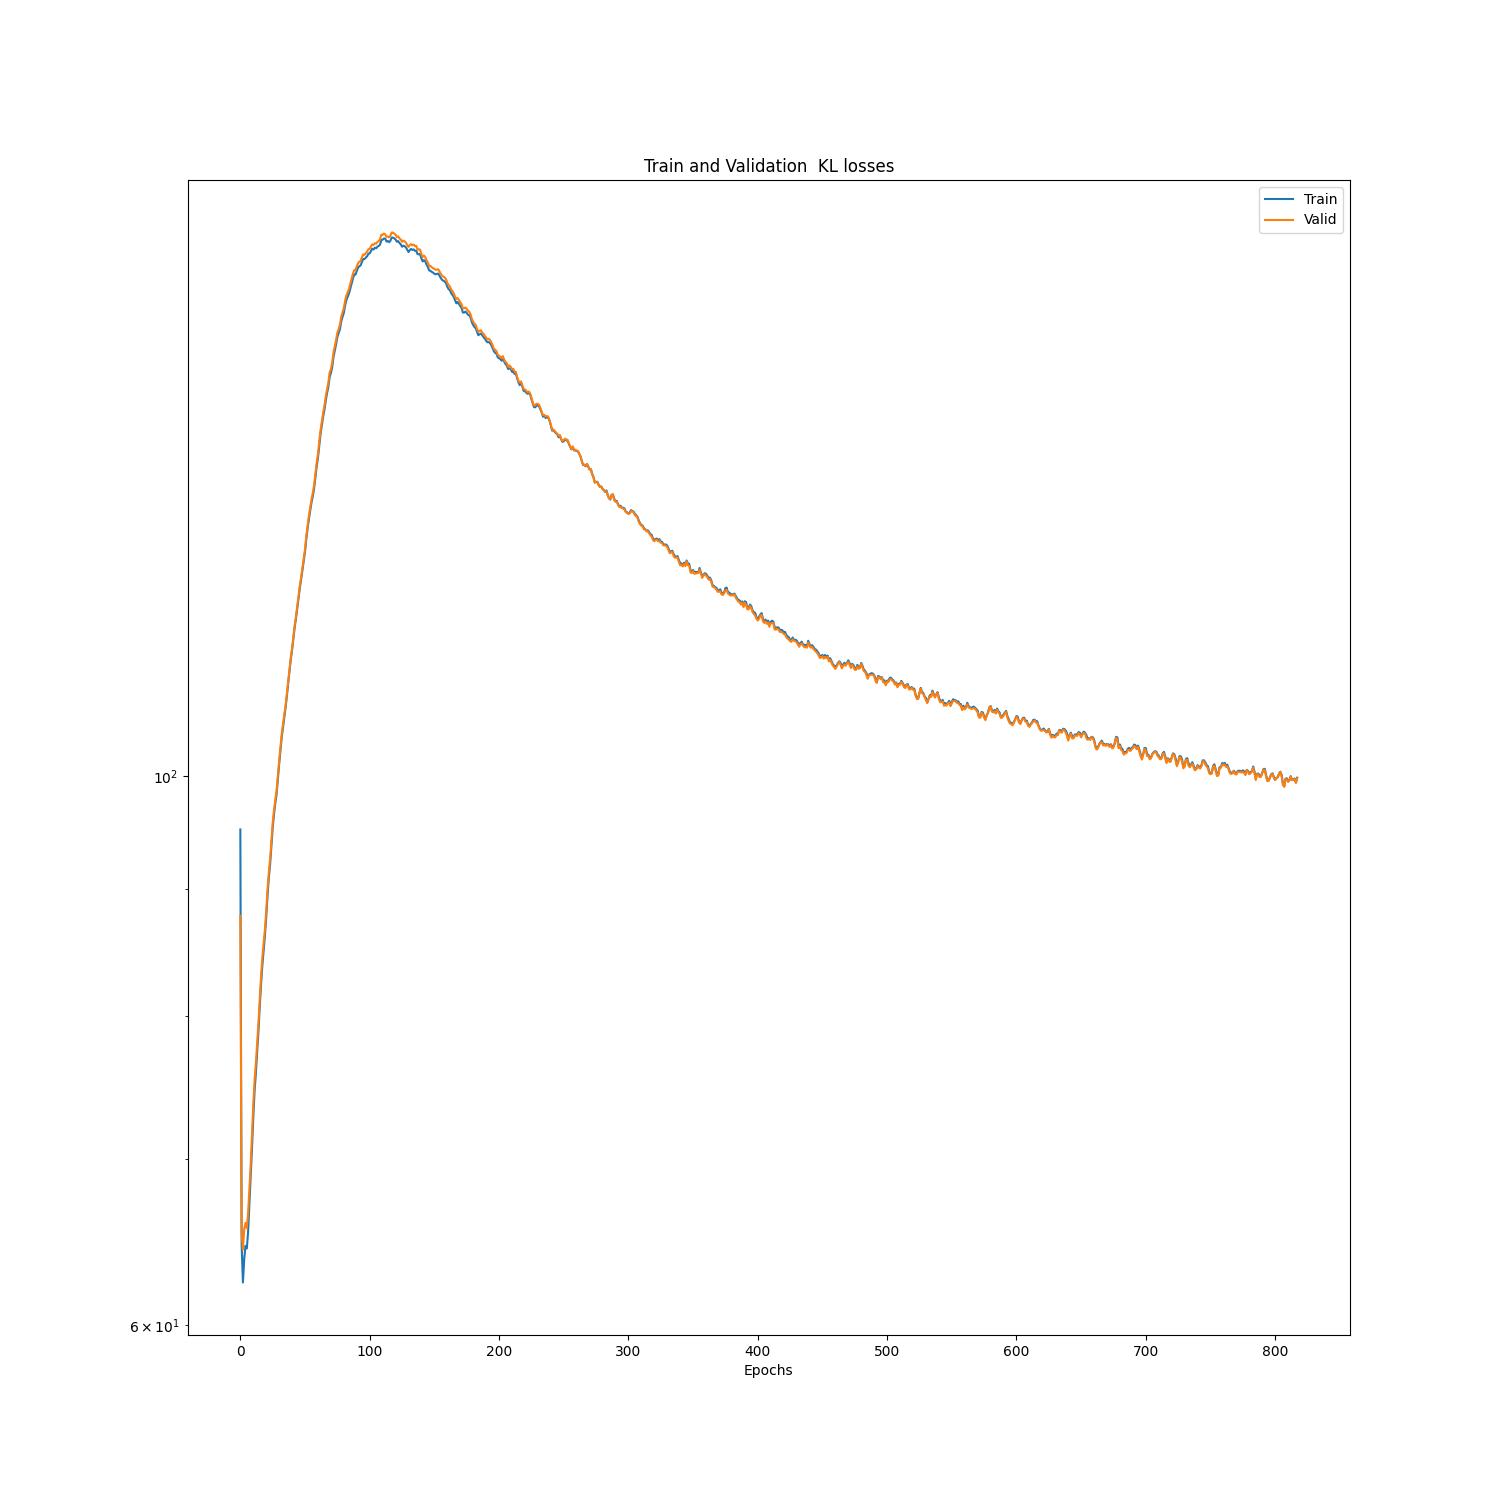 Train and Validation  KL losses
Train
Valid
10²
6 × 10¹
0 100 200 300 400 500 600 700 800
Epochs